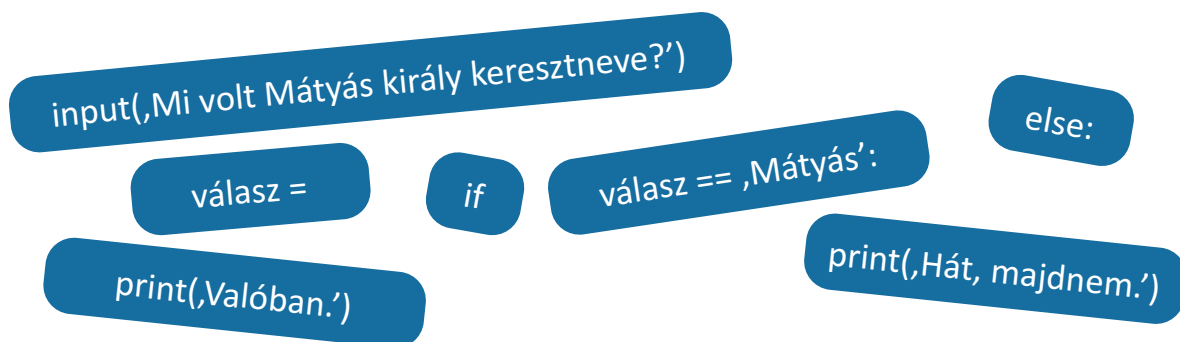 input(‚Mi volt Mátyás király keresztneve?’)
else:
válasz =
if
válasz == ‚Mátyás’:
print(‚Valóban.’)
print(‚Hát, majdnem.’)